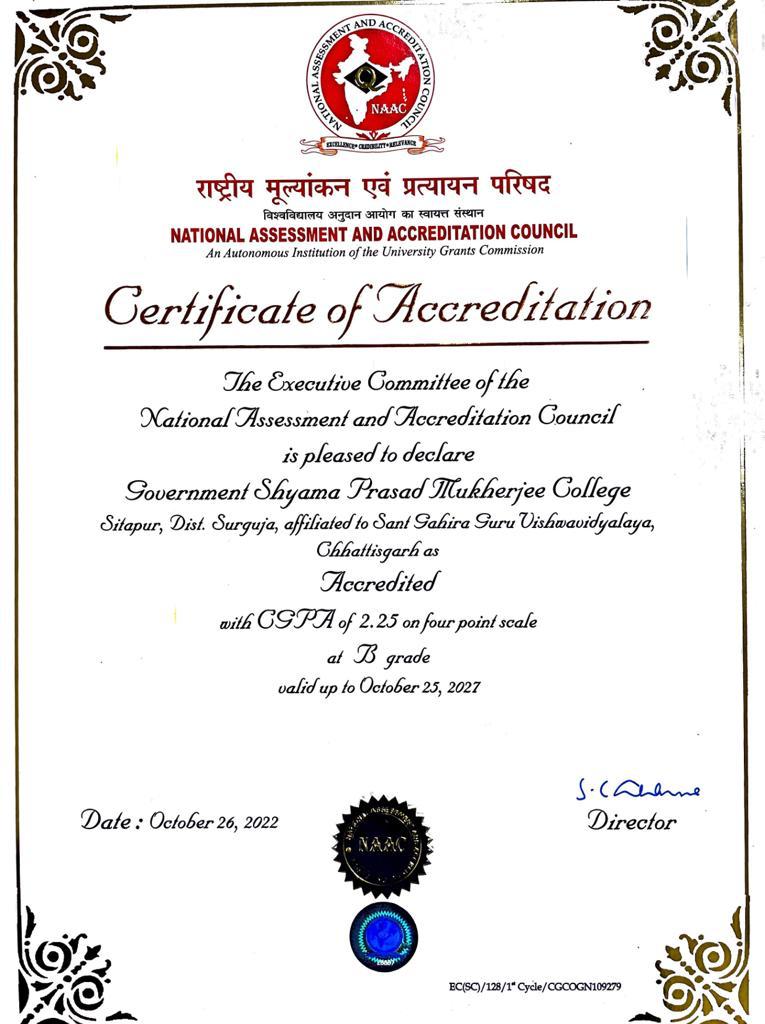 NATIONAL ASSESSMENT AND ACCREDITATION COUNCIL
Q
NAAC
EXCELLENCE • CREDIBILITY • RELEVANCE
राष्ट्रीय मूल्यांकन एवं प्रत्यायन परिषद
विश्वविद्यालय अनुदान आयोग का स्वायत्त संस्थान
NATIONAL ASSESSMENT AND ACCREDITATION COUNCIL
An Autonomous Institution of the University Grants Commission
Certificate of Accreditation
The Executive Committee of the
National Assessment and Accreditation Council
is pleased to declare
Government Shyama Prasad Mukherjee College
Sitapur, Dist. Surguja, affiliated to Sant Gahira Guru Vishwavidyalaya,
Chhattisgarh as
Accredited
with CGPA of 2.25 on four point scale
at B grade
valid up to October 25, 2027
Date : October 26, 2022
Director
NAAC
EC(SC)/128/1st Cycle/CGCOGN109279